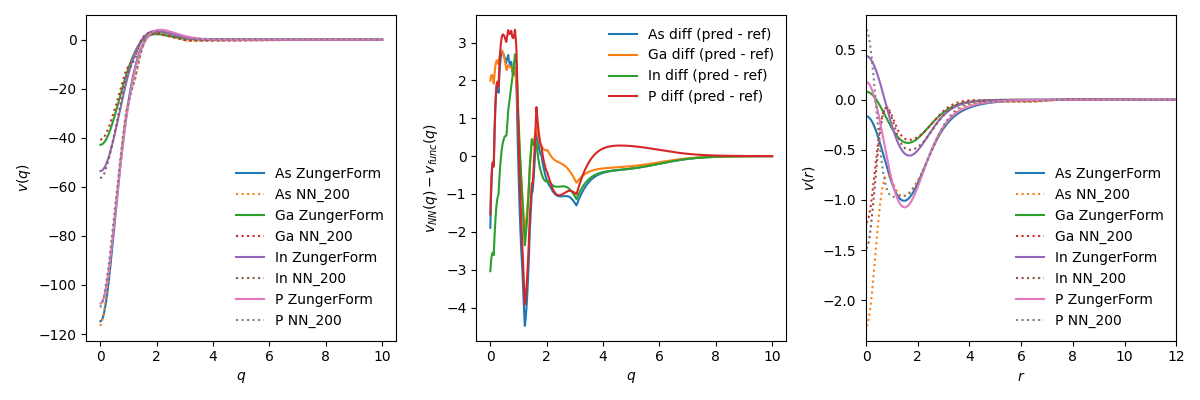 0
−20
−40
−60
−80
−100
−120
0
2
4
6
8
10
v(q)
q
As ZungerForm
As NN_200
Ga ZungerForm
Ga NN_200
In ZungerForm
In NN_200
P ZungerForm
P NN_200
3
2
1
0
−1
−2
−3
−4
0
2
4
6
8
10
v_NN(q) − v_func(q)
q
As diff (pred - ref)
Ga diff (pred - ref)
In diff (pred - ref)
P diff (pred - ref)
0.5
0.0
−0.5
−1.0
−1.5
−2.0
0
2
4
6
8
10
12
v(r)
r
As ZungerForm
As NN_200
Ga ZungerForm
Ga NN_200
In ZungerForm
In NN_200
P ZungerForm
P NN_200